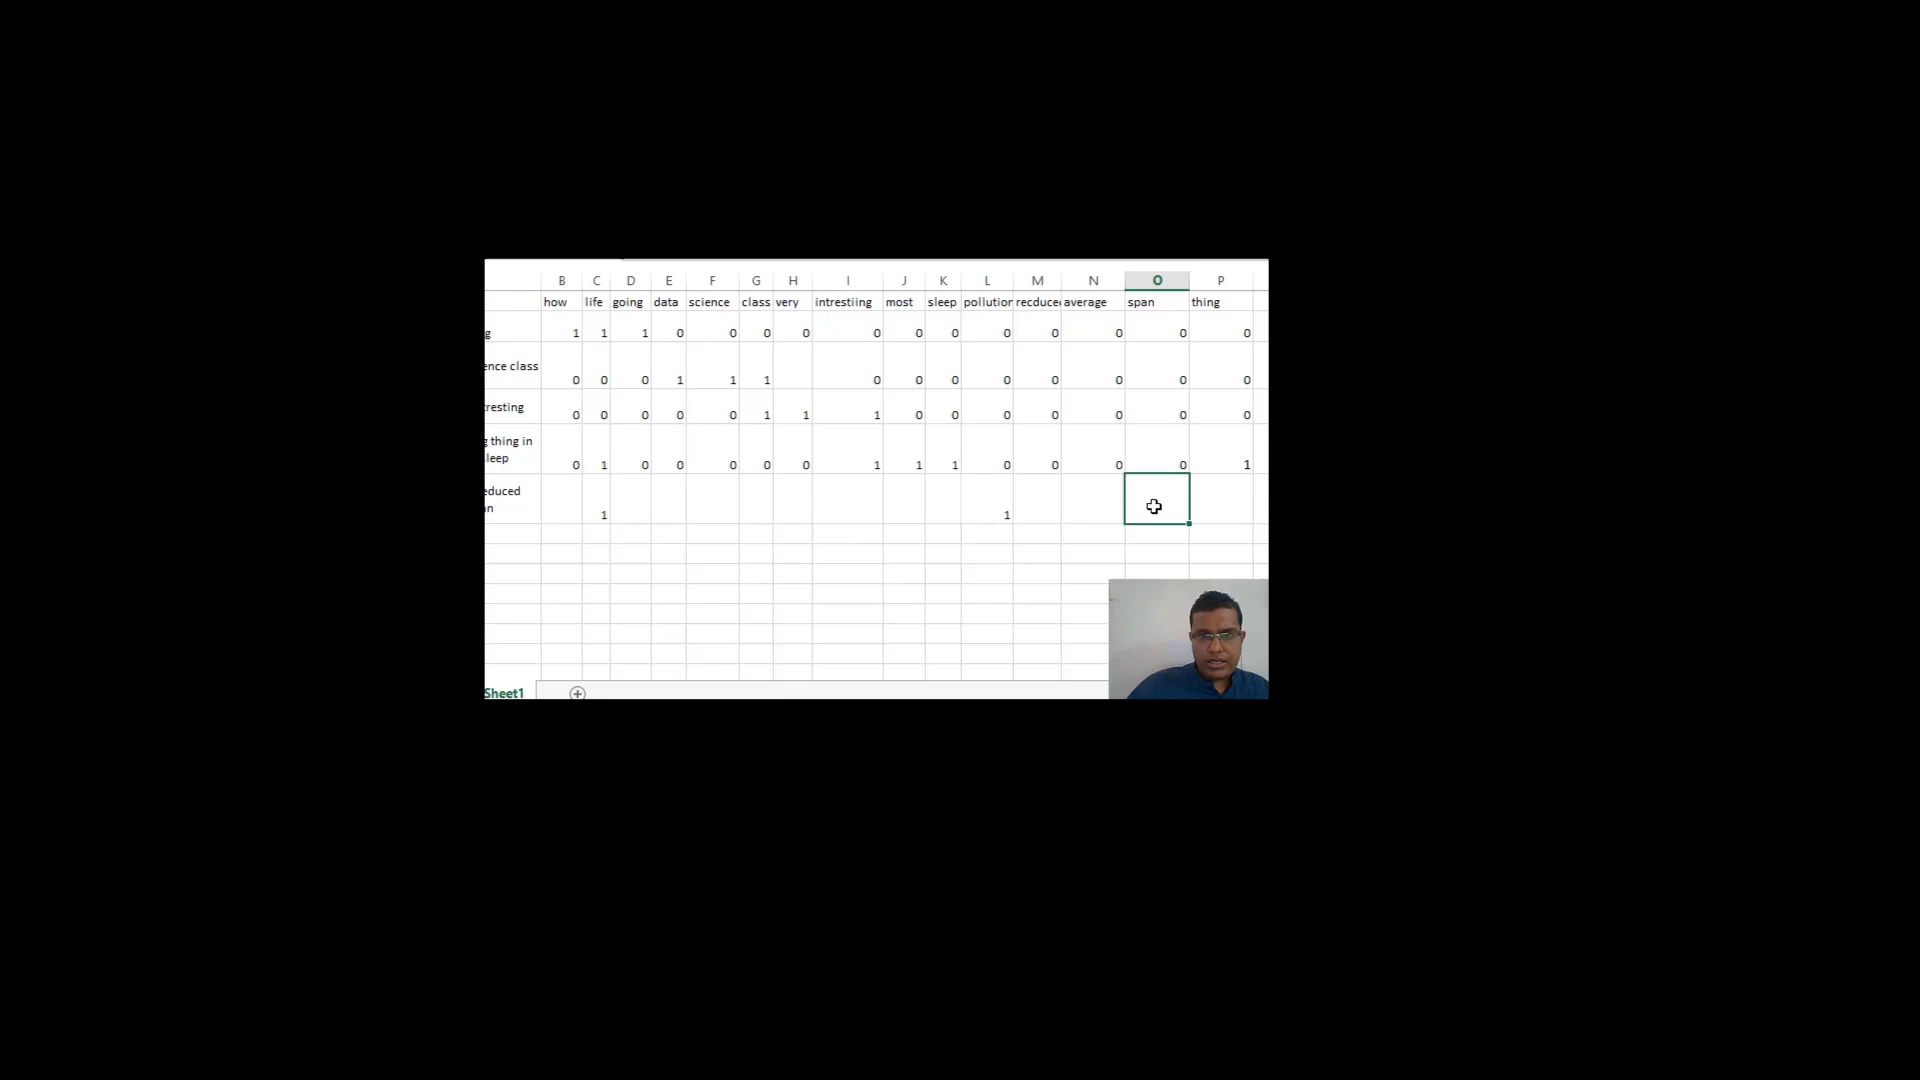 B C D E F G H I J K L M N O P
how life going data science class very intrestiing most sleep pollutior recduce average span thing
g 1 1 1 0 0 0 0 0 0 0 0 0 0 0 0
ence class
0 0 0 1 1 1 0 0 0 0 0 0 0 0
resting
0 0 0 0 0 1 1 1 0 0 0 0 0 0 0
g thing in
leep 0 1 0 0 0 0 0 1 1 1 0 0 0 0 1
educed
n
1 1
Sheet1